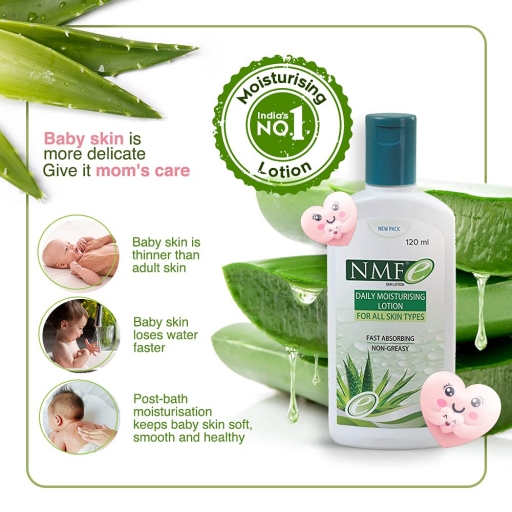 Moisturising
India's
NO.1
Lotion
Baby skin is
more delicate
Give it mom's care
Baby skin is
thinner than
adult skin
Baby skin
loses water
faster
Post-bath
moisturisation
keeps baby skin soft,
smooth and healthy
NEW PACK
120 ml
NMF e
SKIN LOTION
DAILY MOISTURISING
LOTION
FOR ALL SKIN TYPES
FAST ABSORBING
NON-GREASY
e